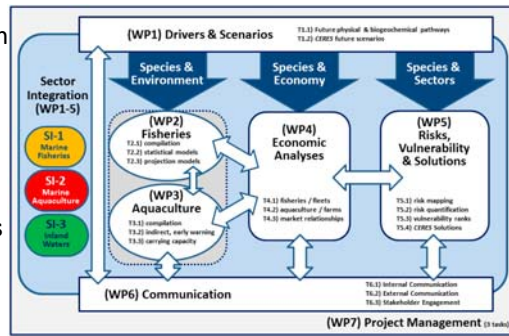 n
s
(WP1) Drivers & Scenarios
T1.1) Future physical & biogeochemical pathways
T1.2) CERES future scenarios
Sector
Integration
(WP1-5)
SI-1
Marine
Fisheries
SI-2
Marine
Aquaculture
SI-3
Inland
Waters
Species &
Environment
Species &
Economy
Species &
Sectors
(WP2)
Fisheries
T2.1) compilation
T2.2) statistical models
T2.3) projection models
(WP3)
Aquaculture
T3.1) compilation
T3.2) indirect, early warning
T3.3) carrying capacity
(WP4)
Economic
Analyses
T4.1) fisheries / fleets
T4.2) aquaculture / farms
T4.3) market relationships
(WP5)
Risks,
Vulnerability
& Solutions
T5.1) risk mapping
T5.2) risk quantification
T5.3) vulnerability ranks
T5.4) CERES Solutions
(WP6) Communication
T6.1) Internal Communication
T6.2) External Communication
T6.3) Stakeholder Engagement
(WP7) Project Management (3 tasks)